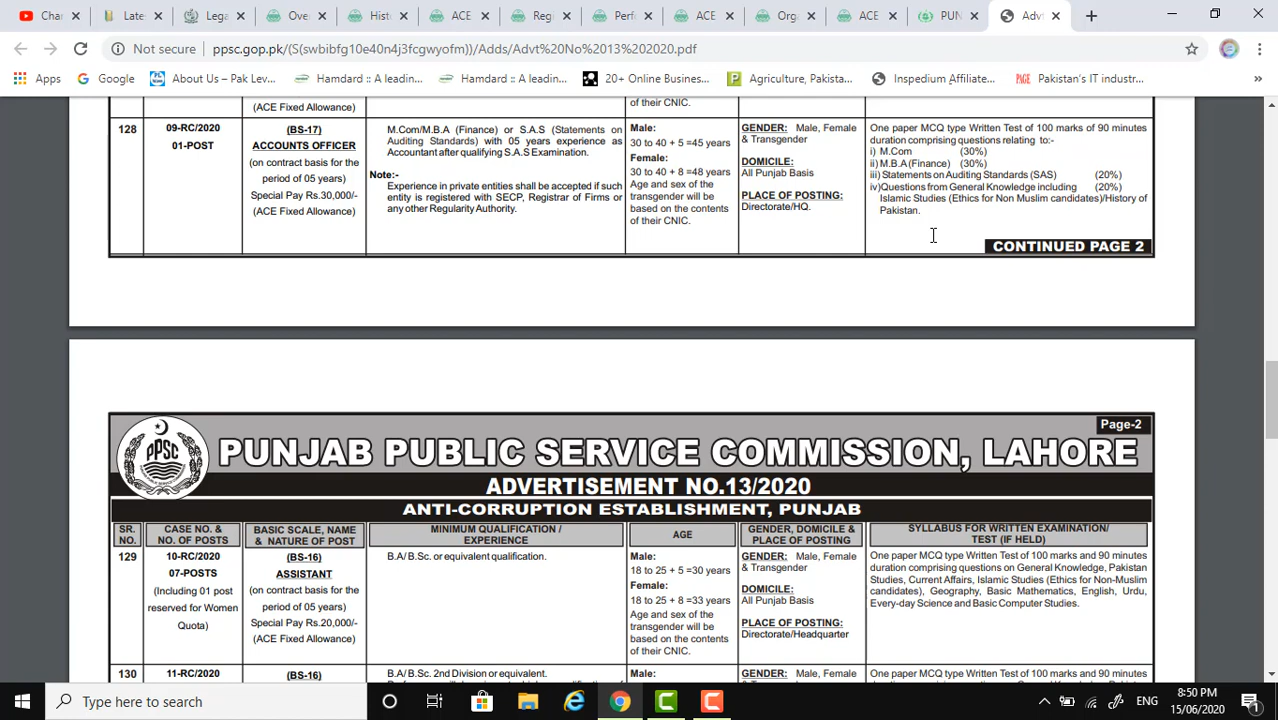 Chan
Late
Lega
Over
Hist
ACE
Regi
Perfo
ACE
Orga
ACE
PUN
Advt
Not secure ppsc.gop.pk/(S(swbibfg10e40n4j3fcgwyofm))/Adds/Advt%20No%2013%202020.pdf
Apps
Google
About Us – Pak Lev...
Hamdard :: A leadin...
Hamdard :: A leadin...
20+ Online Busines...
Agriculture, Pakista...
Inspedium Affiliate...
PAGE Pakistan's IT industr...
»
(ACE Fixed Allowance)
of their CNIC.
128
09-RC/2020
01-POST
(BS-17)
ACCOUNTS OFFICER
(on contract basis for the
period of 05 years)
Special Pay Rs.30,000/-
(ACE Fixed Allowance)
M.Com/M.B.A (Finance) or S.A.S (Statements on
Auditing Standards) with 05 years experience as
Accountant after qualifying S.A.S Examination.
Note:-
Experience in private entities shall be accepted if such
entity is registered with SECP, Registrar of Firms or
any other Regularity Authority.
Male:
30 to 40 + 5 =45 years
Female:
30 to 40 + 8 =48 years
Age and sex of the
transgender will be
based on the contents
of their CNIC.
GENDER: Male, Female
& Transgender
DOMICILE:
All Punjab Basis
PLACE OF POSTING:
Directorate/HQ.
One paper MCQ type Written Test of 100 marks of 90 minutes
duration comprising questions relating to:-
i) M.Com (30%)
ii) M.B.A (Finance) (30%)
iii) Statements on Auditing Standards (SAS) (20%)
iv)Questions from General Knowledge including (20%)
Islamic Studies (Ethics for Non Muslim candidates)/History of
Pakistan.
CONTINUED PAGE 2
Page-2
PPSC
PUNJAB PUBLIC SERVICE COMMISSION, LAHORE
ADVERTISEMENT NO.13/2020
ANTI-CORRUPTION ESTABLISHMENT, PUNJAB
SR.
NO.
CASE NO. &
NO. OF POSTS
BASIC SCALE, NAME
& NATURE OF POST
MINIMUM QUALIFICATION /
EXPERIENCE
AGE
GENDER, DOMICILE &
PLACE OF POSTING
SYLLABUS FOR WRITTEN EXAMINATION/
TEST (IF HELD)
129
10-RC/2020
07-POSTS
(Including 01 post
reserved for Women
Quota)
(BS-16)
ASSISTANT
(on contract basis for the
period of 05 years)
Special Pay Rs.20,000/-
(ACE Fixed Allowance)
B.A/ B.Sc. or equivalent qualification.
Male:
18 to 25 + 5 =30 years
Female:
18 to 25 + 8 =33 years
Age and sex of the
transgender will be
based on the contents
of their CNIC.
GENDER: Male, Female
& Transgender
DOMICILE:
All Punjab Basis
PLACE OF POSTING:
Directorate/Headquarter
One paper MCQ type Written Test of 100 marks and 90 minutes
duration comprising questions on General Knowledge, Pakistan
Studies, Current Affairs, Islamic Studies (Ethics for Non-Muslim
candidates), Geography, Basic Mathematics, English, Urdu,
Every-day Science and Basic Computer Studies.
130
11-RC/2020
(BS-16)
B.A/ B.Sc. 2nd Division or equivalent.
Male:
GENDER: Male, Female
One paper MCQ type Written Test of 100 marks and 90 minutes
Type here to search
ENG
8:50 PM
15/06/2020